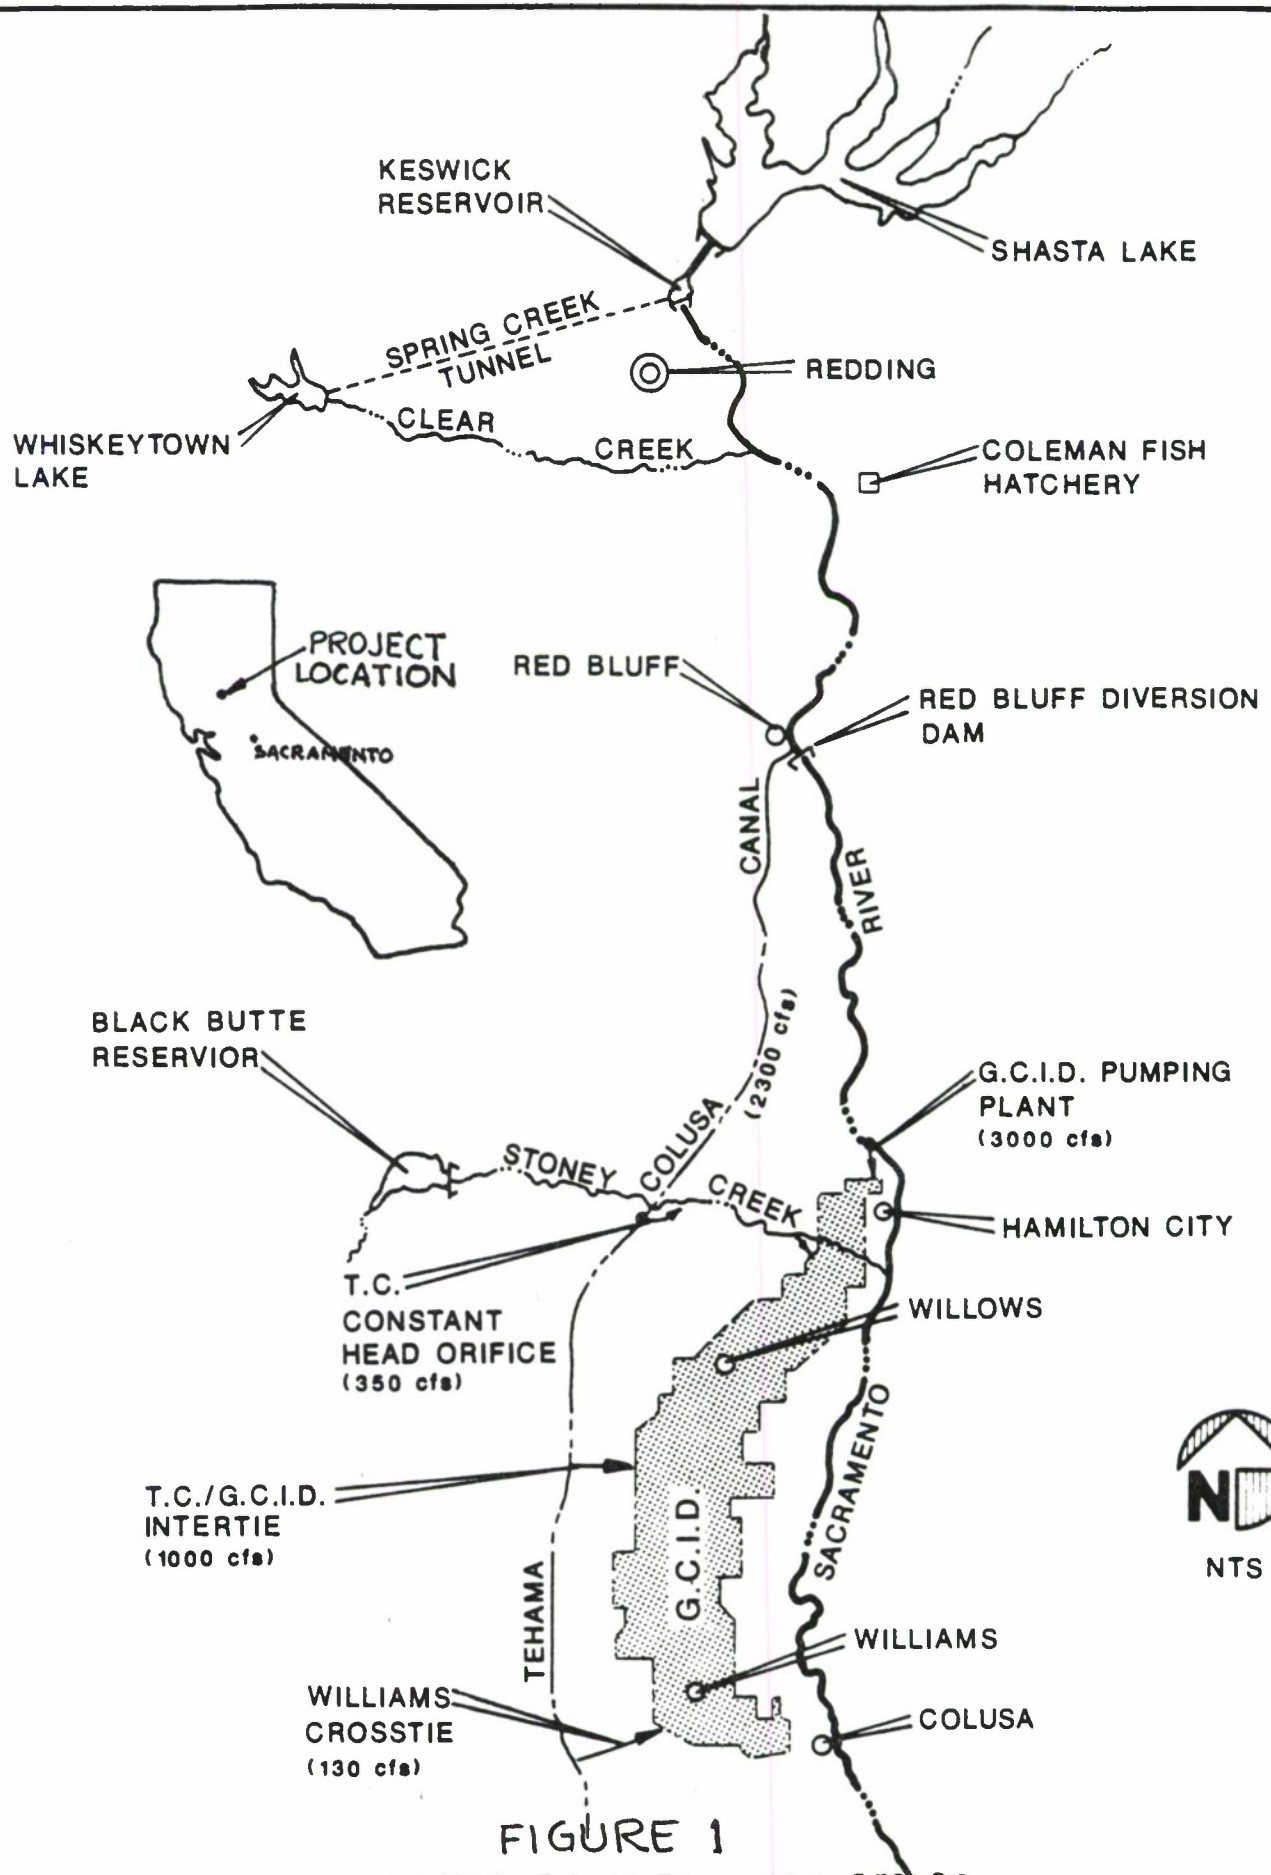 KESWICK
RESERVOIR
SHASTA LAKE
SPRING CREEK
TUNNEL
REDDING
CLEAR
CREEK
WHISKEYTOWN
LAKE
COLEMAN FISH
HATCHERY
PROJECT
LOCATION
SACRAMENTO
RED BLUFF
RED BLUFF DIVERSION
DAM
CANAL
RIVER
(2300 cfs)
BLACK BUTTE
RESERVIOR
G.C.I.D. PUMPING
PLANT
(3000 cfs)
COLUSA
STONEY
CREEK
HAMILTON CITY
T.C.
CONSTANT
HEAD ORIFICE
(350 cfs)
WILLOWS
SACRAMENTO
N
NTS
T.C./G.C.I.D.
INTERTIE
(1000 cfs)
G.C.I.D.
TEHAMA
WILLIAMS
WILLIAMS
CROSSTIE
(130 cfs)
COLUSA
FIGURE 1